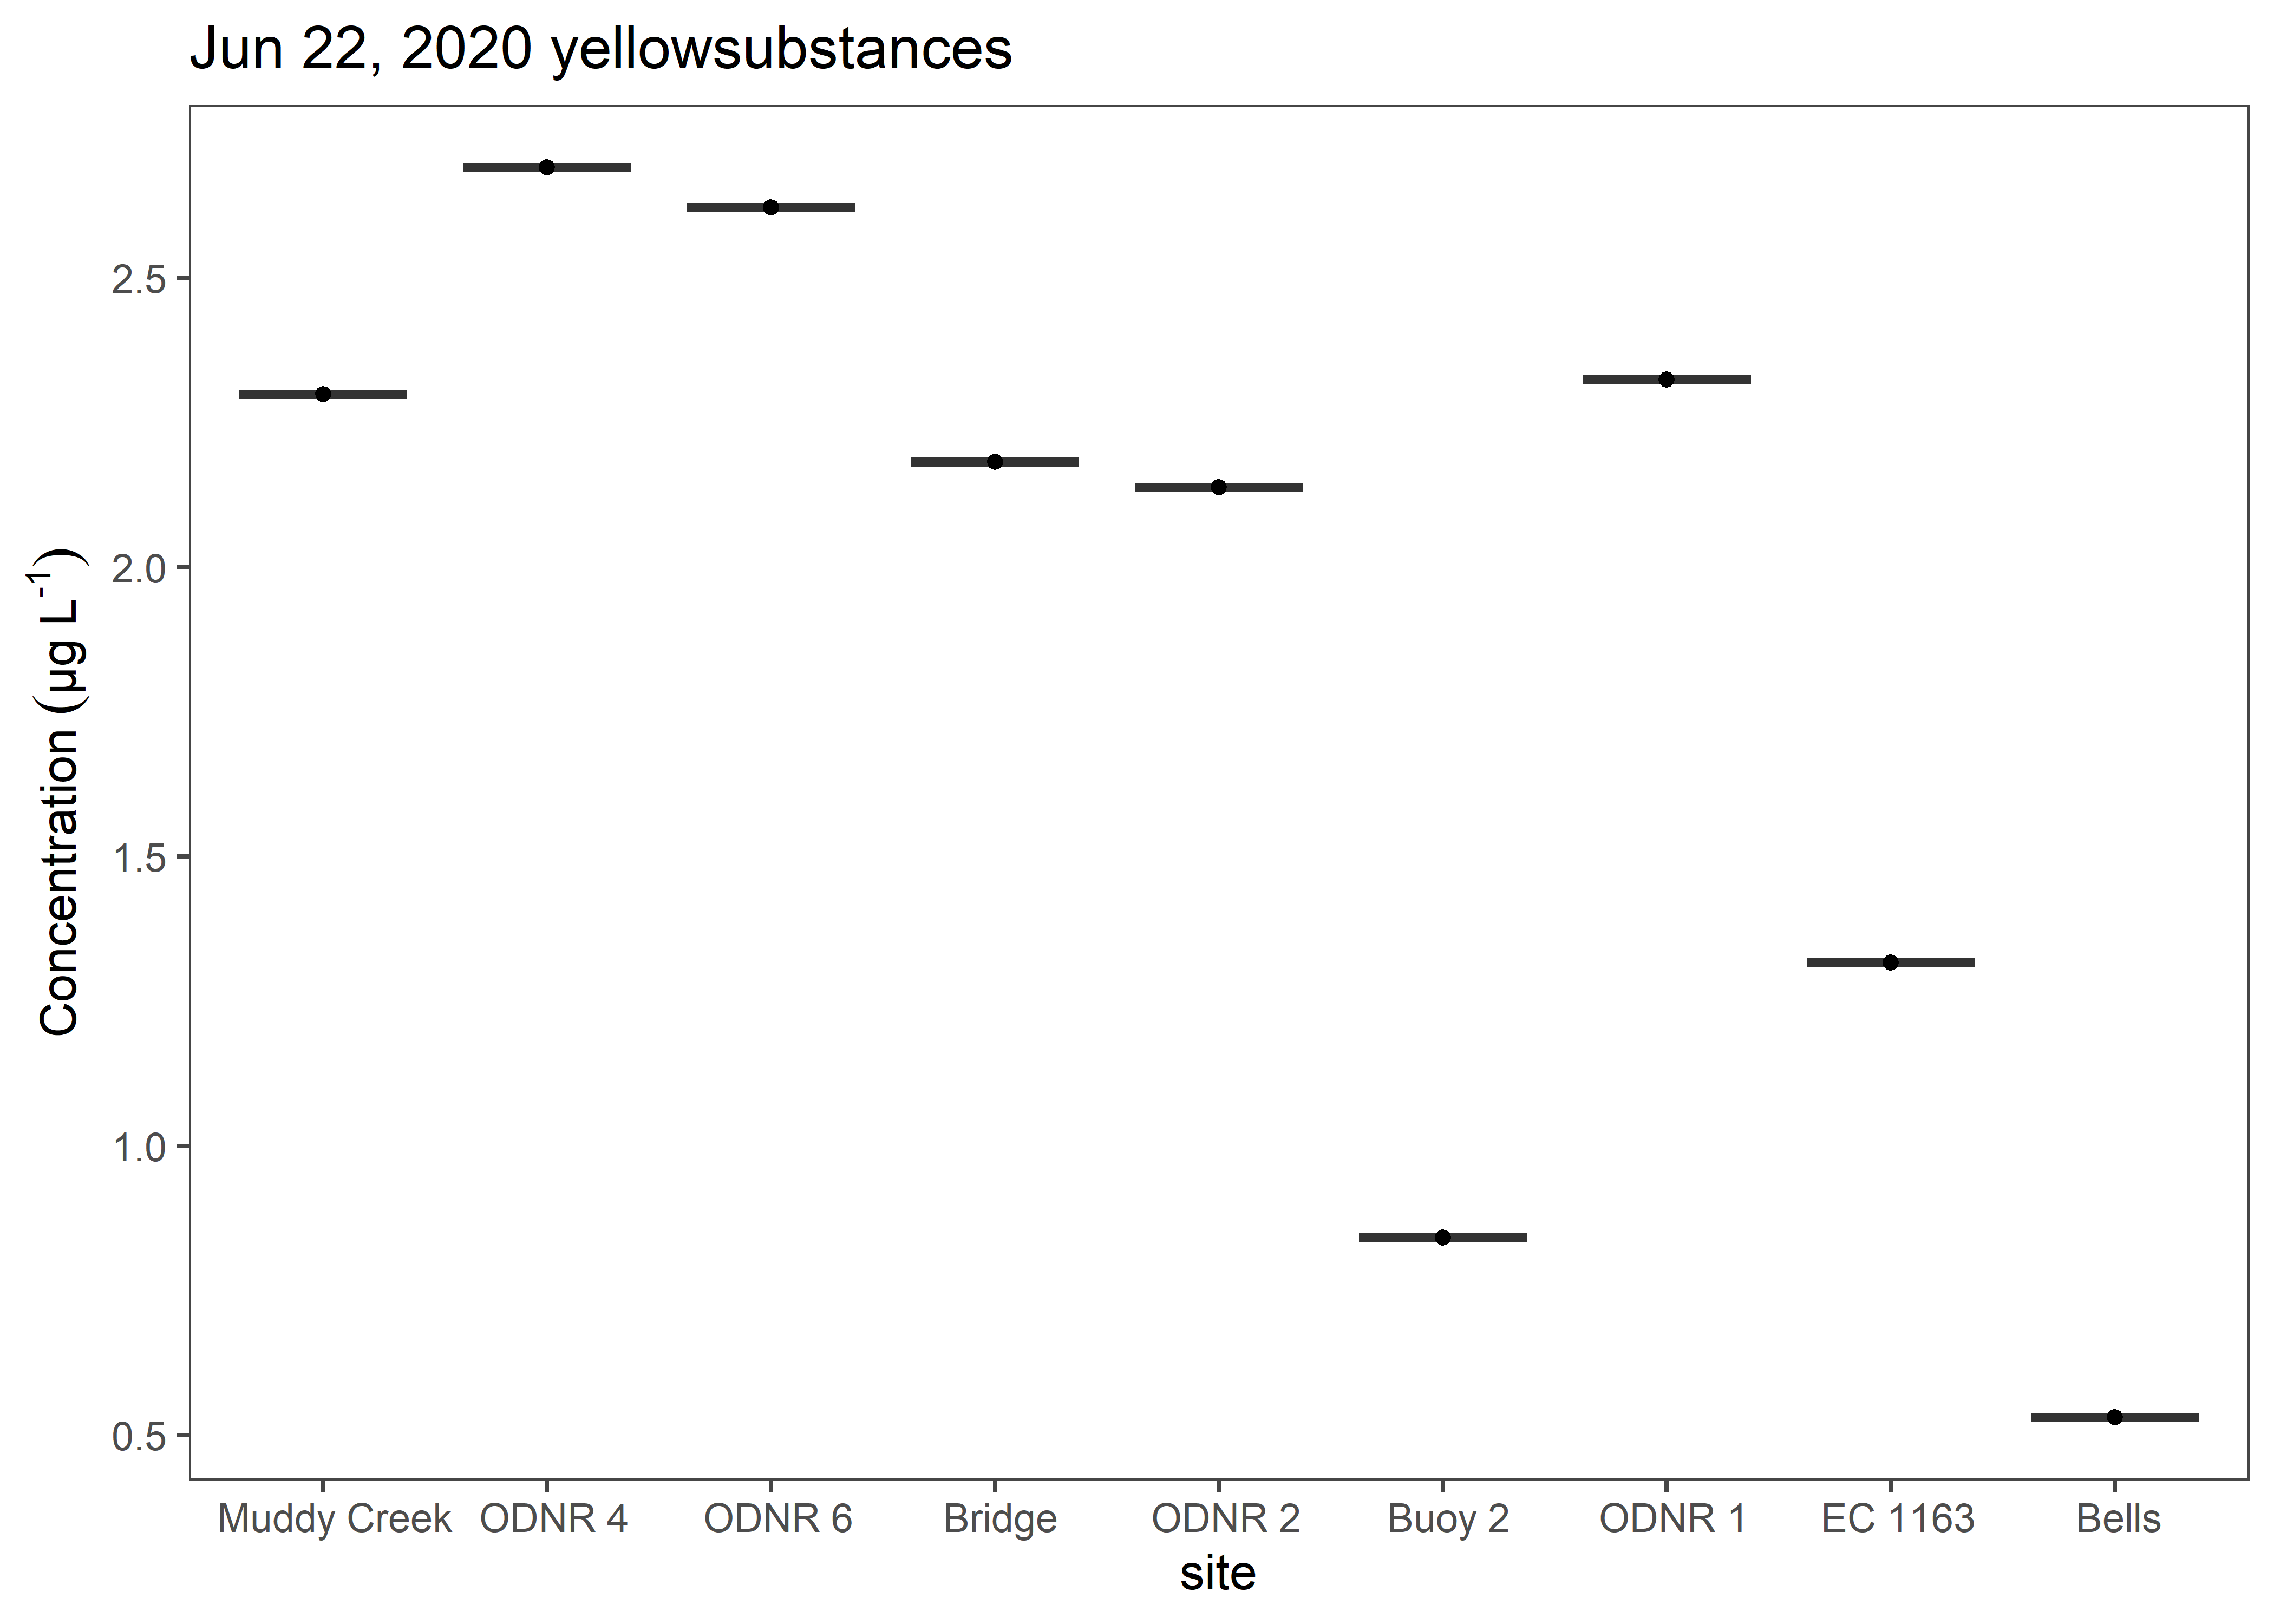 Jun 22, 2020 yellowsubstances
Concentration (µg L⁻¹)
2.5
2.0
1.5
1.0
0.5
Muddy Creek ODNR 4 ODNR 6 Bridge ODNR 2 Buoy 2 ODNR 1 EC 1163 Bells
site